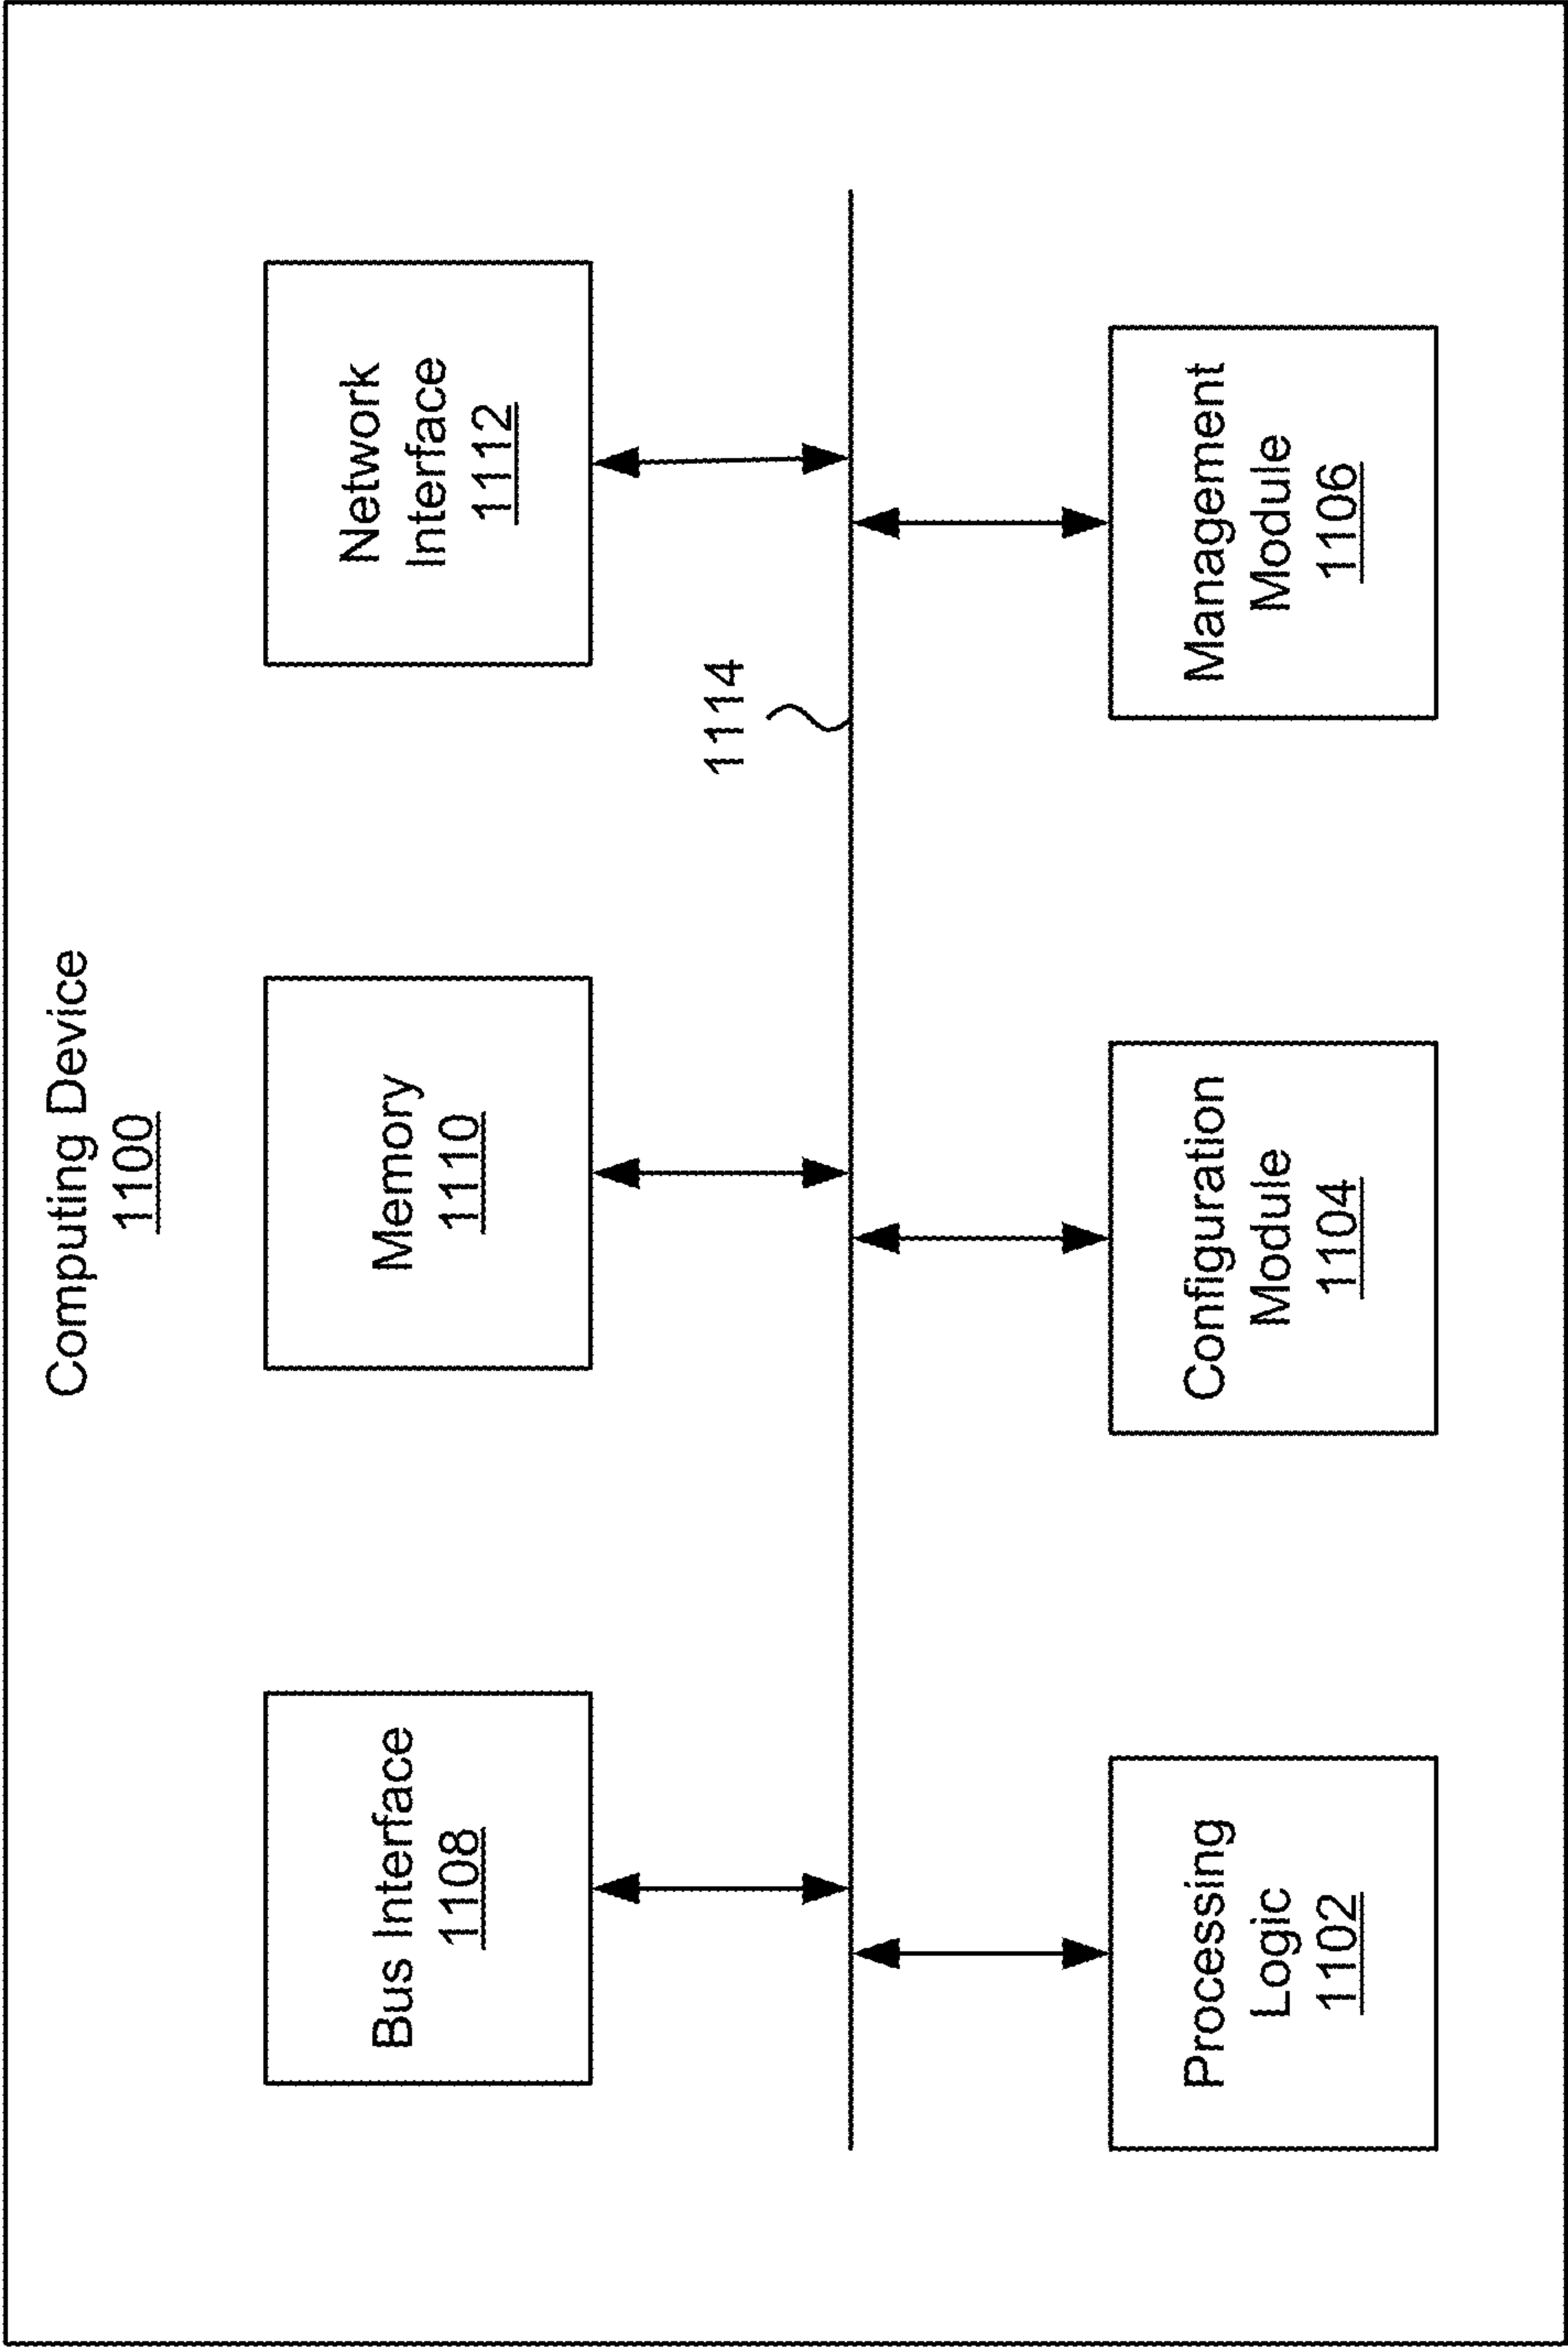 Computing Device
1100
Bus Interface
1108
Memory
1110
Network
Interface
1112
1114
Processing
Logic
1102
Configuration
Module
1104
Management
Module
1106